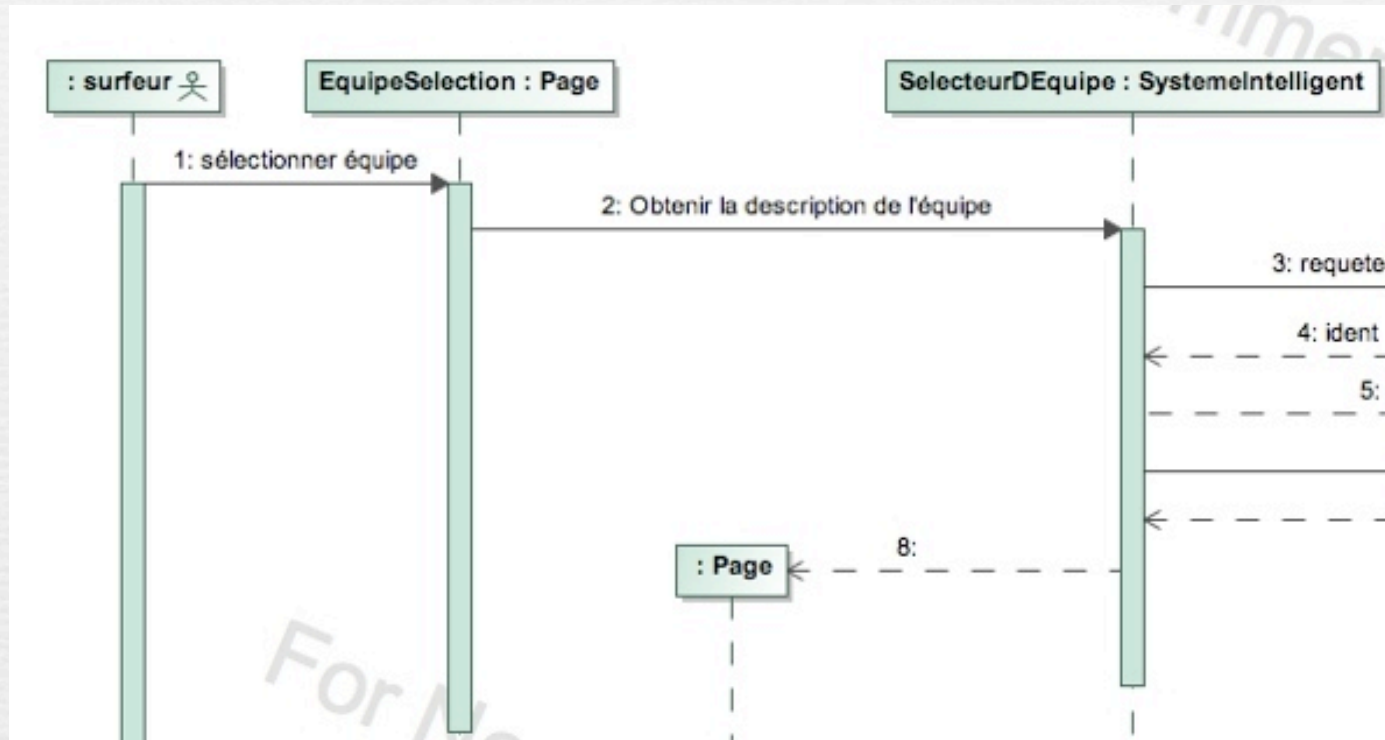 : surfeur
EquipeSelection : Page
SelecteurDEquipe : SystemeIntelligent
1: sélectionner équipe
2: Obtenir la description de l'équipe
3: requete
4: ident
5:
8:
: Page
For